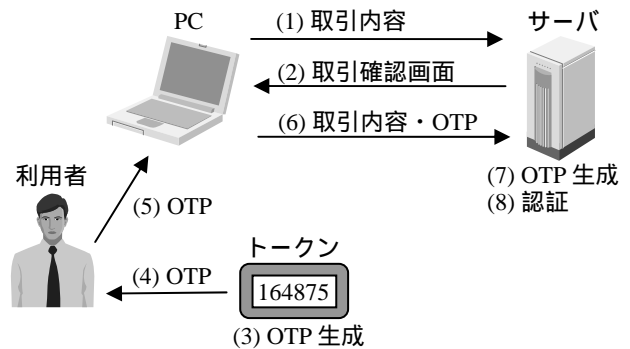 PC
(1) 取引内容
サーバ
(2) 取引確認画面
(6) 取引内容・OTP
(7) OTP 生成
(8) 認証
利用者
(5) OTP
トークン
(4) OTP
164875
(3) OTP 生成